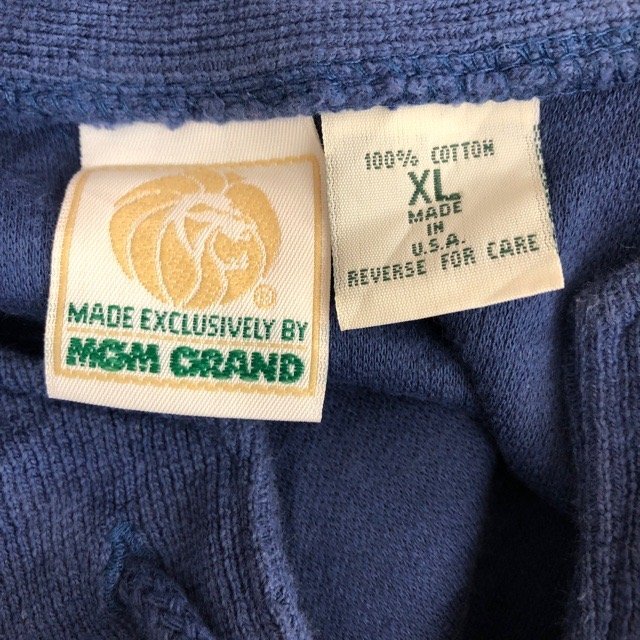 ®
MADE EXCLUSIVELY BY
MGM GRAND
100% COTTON
XL
MADE
IN
U.S.A.
REVERSE FOR CARE